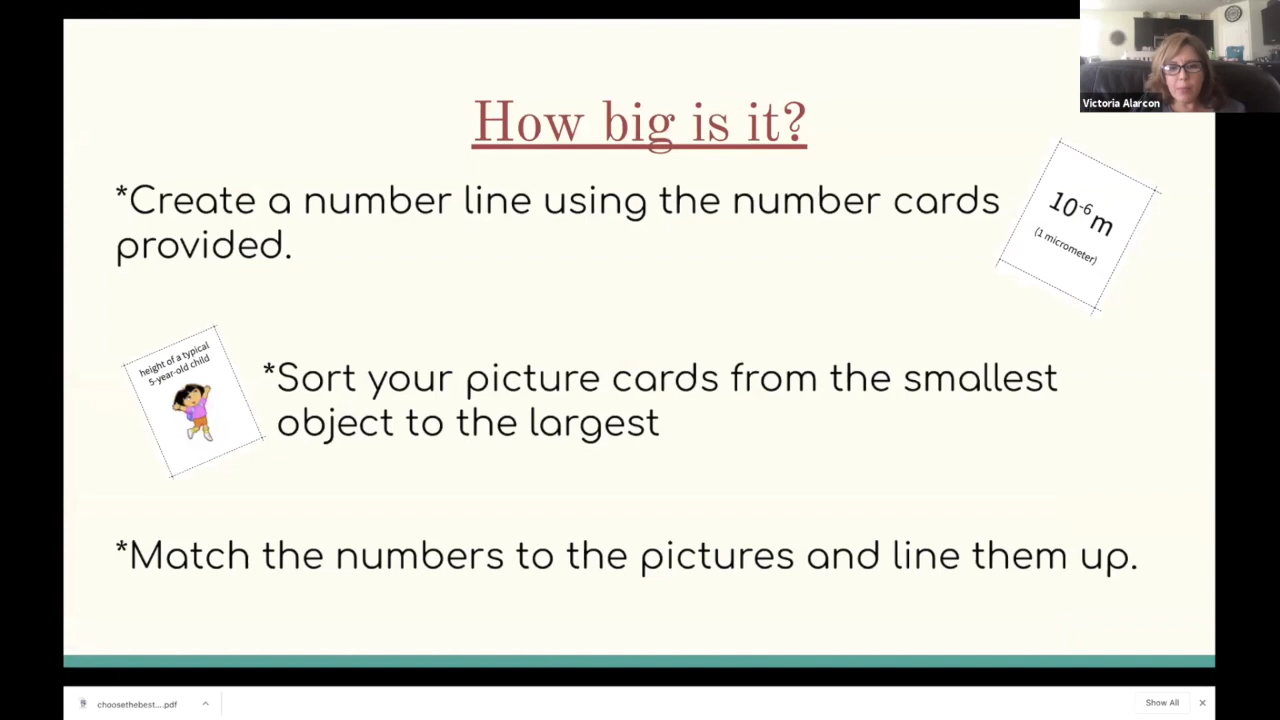 How big is it?
Victoria Alarcon
*Create a number line using the number cards
provided.
10⁻⁶m
(1 micrometer)
height of a typical
5-year-old child
*Sort your picture cards from the smallest
object to the largest
*Match the numbers to the pictures and line them up.
choosethebest....pdf
Show All